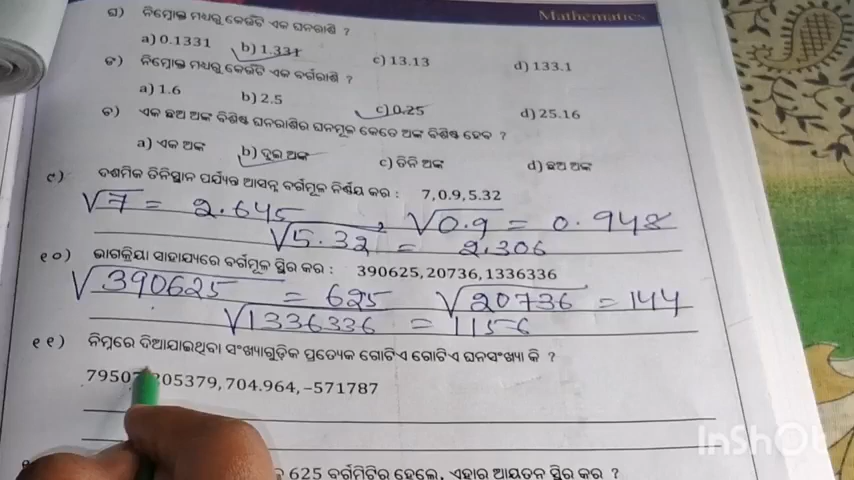 Mathematics
ଘ) ନିମ୍ନୋକ୍ତ ମଧ୍ୟରୁ କେଉଁଟି ଏକ ଘନରାଶି ?
a) 0.1331 b) 1.331 c) 13.13 d) 133.1
ଙ) ନିମ୍ନୋକ୍ତ ମଧ୍ୟରୁ କେଉଁଟି ଏକ ବର୍ଗରାଶି ?
a) 1.6 b) 2.5 c) 0.25 d) 25.16
ଚ) ଏକ ଛଅ ଅଙ୍କ ବିଶିଷ୍ଟ ଘନରାଶିର ଘନମୂଳ କେତେ ଅଙ୍କ ବିଶିଷ୍ଟ ହେବ ?
a) ଏକ ଅଙ୍କ b) ଦୁଇ ଅଙ୍କ c) ତିନି ଅଙ୍କ d) ଛଅ ଅଙ୍କ
୯) ଦଶମିକ ତିନିସ୍ଥାନ ପର୍ଯ୍ୟନ୍ତ ଆସନ୍ନ ବର୍ଗମୂଳ ନିର୍ଣ୍ଣୟ କର : 7, 0.9, 5.32
√7 = 2.645, √0.9 = 0.948
√5.32 = 2.306
୧୦) ଭାଗକ୍ରିୟା ସାହାଯ୍ୟରେ ବର୍ଗମୂଳ ସ୍ଥିର କର : 390625, 20736, 1336336
√390625 = 625 √20736 = 144
√1336336 = 1156
୧୧) ନିମ୍ନରେ ଦିଆଯାଇଥିବା ସଂଖ୍ୟାଗୁଡ଼ିକ ପ୍ରତ୍ୟେକ ଗୋଟିଏ ଗୋଟିଏ ଘନସଂଖ୍ୟା କି ?
205379, 704.964, –571787
625 ବର୍ଗମିଟର ହେଲେ, ଏହାର ଆୟତନ ସ୍ଥିର କର ?
InShOt